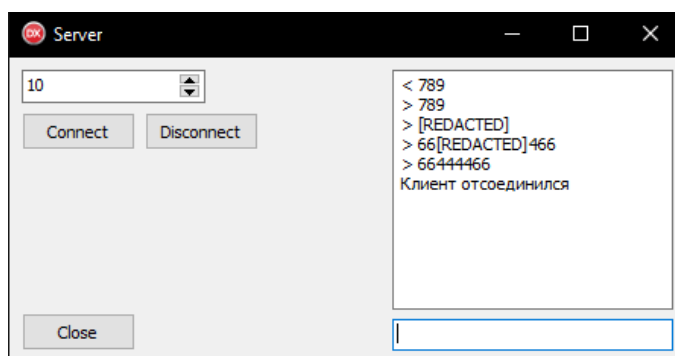 Server
10
Connect Disconnect
Close
< 789
> 789
> [REDACTED]
> 66[REDACTED]466
> 66444466
Клиент отсоединился